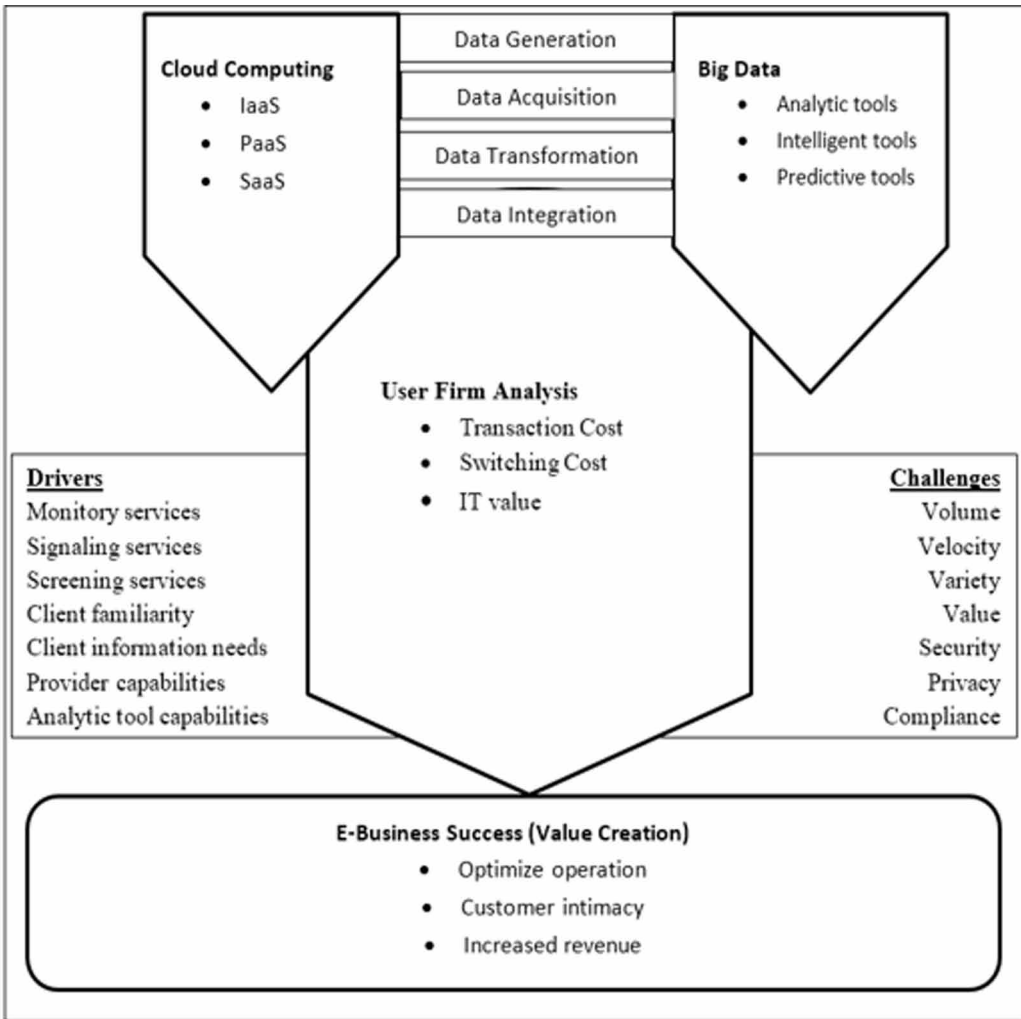 Cloud Computing
• IaaS
• PaaS
• SaaS
Data Generation
Data Acquisition
Data Transformation
Data Integration
Big Data
• Analytic tools
• Intelligent tools
• Predictive tools
User Firm Analysis
• Transaction Cost
• Switching Cost
• IT value
Drivers
Monitory services
Signaling services
Screening services
Client familiarity
Client information needs
Provider capabilities
Analytic tool capabilities
Challenges
Volume
Velocity
Variety
Value
Security
Privacy
Compliance
E-Business Success (Value Creation)
• Optimize operation
• Customer intimacy
• Increased revenue